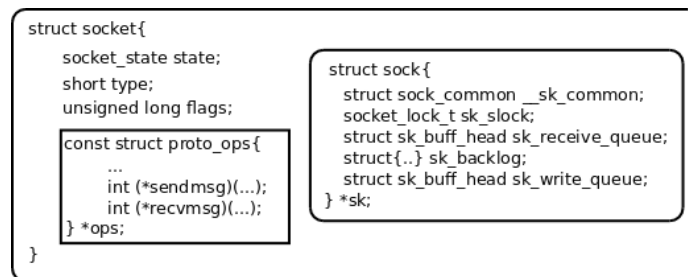 struct socket{
socket_state state;
short type;
unsigned long flags;
const struct proto_ops{
...
int (*sendmsg)(...);
int (*recvmsg)(...);
} *ops;
}
struct sock{
struct sock_common __sk_common;
socket_lock_t sk_slock;
struct sk_buff_head sk_receive_queue;
struct{..} sk_backlog;
struct sk_buff_head sk_write_queue;
} *sk;